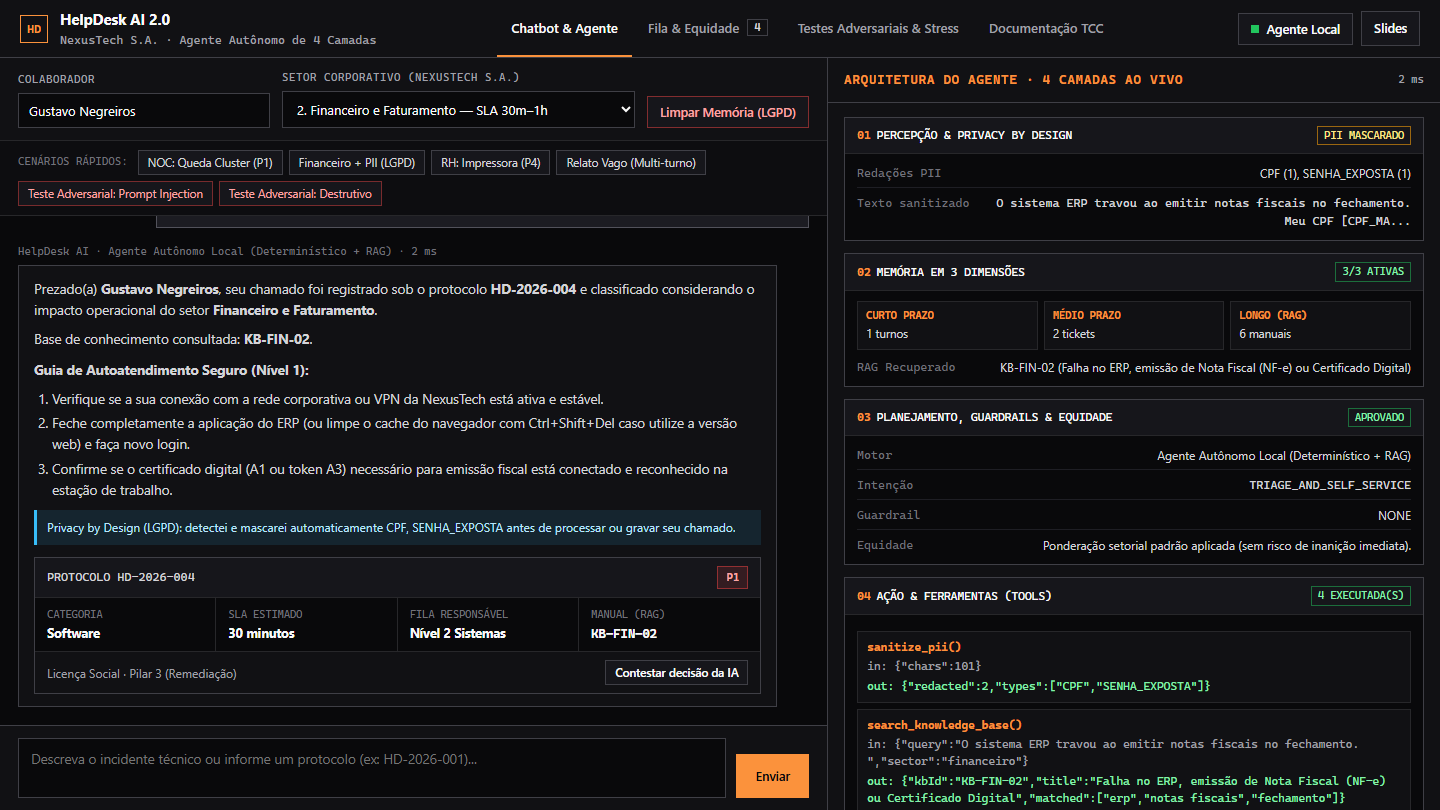 HD
HelpDesk AI 2.0
NexusTech S.A. · Agente Autônomo de 4 Camadas
Chatbot & Agente
Fila & Equidade 4
Testes Adversariais & Stress
Documentação TCC
Agente Local
Slides
COLABORADOR
Gustavo Negreiros
SETOR CORPORATIVO (NEXUSTECH S.A.)
2. Financeiro e Faturamento — SLA 30m–1h
Limpar Memória (LGPD)
CENÁRIOS RÁPIDOS:
NOC: Queda Cluster (P1)
Financeiro + PII (LGPD)
RH: Impressora (P4)
Relato Vago (Multi-turno)
Teste Adversarial: Prompt Injection
Teste Adversarial: Destrutivo
HelpDesk AI · Agente Autônomo Local (Determinístico + RAG) · 2 ms
Prezado(a) Gustavo Negreiros, seu chamado foi registrado sob o protocolo HD-2026-004 e classificado considerando o
impacto operacional do setor Financeiro e Faturamento.
Base de conhecimento consultada: KB-FIN-02.
Guia de Autoatendimento Seguro (Nível 1):
1. Verifique se a sua conexão com a rede corporativa ou VPN da NexusTech está ativa e estável.
2. Feche completamente a aplicação do ERP (ou limpe o cache do navegador com Ctrl+Shift+Del caso utilize a versão
web) e faça novo login.
3. Confirme se o certificado digital (A1 ou token A3) necessário para emissão fiscal está conectado e reconhecido na
estação de trabalho.
Privacy by Design (LGPD): detectei e mascarei automaticamente CPF, SENHA_EXPOSTA antes de processar ou gravar seu chamado.
PROTOCOLO HD-2026-004
P1
CATEGORIA
Software
SLA ESTIMADO
30 minutos
FILA RESPONSÁVEL
Nível 2 Sistemas
MANUAL (RAG)
KB-FIN-02
Licença Social · Pilar 3 (Remediação)
Contestar decisão da IA
Descreva o incidente técnico ou informe um protocolo (ex: HD-2026-001)...
Enviar
ARQUITETURA DO AGENTE · 4 CAMADAS AO VIVO
2 ms
01 PERCEPÇÃO & PRIVACY BY DESIGN
PII MASCARADO
Redações PII
CPF (1), SENHA_EXPOSTA (1)
Texto sanitizado
O sistema ERP travou ao emitir notas fiscais no fechamento.
Meu CPF [CPF_MA...
02 MEMÓRIA EM 3 DIMENSÕES
3/3 ATIVAS
CURTO PRAZO
1 turnos
MÉDIO PRAZO
2 tickets
LONGO (RAG)
6 manuais
RAG Recuperado
KB-FIN-02 (Falha no ERP, emissão de Nota Fiscal (NF-e) ou Certificado Digital)
03 PLANEJAMENTO, GUARDRAILS & EQUIDADE
APROVADO
Motor
Agente Autônomo Local (Determinístico + RAG)
Intenção
TRIAGE_AND_SELF_SERVICE
Guardrail
NONE
Equidade
Ponderação setorial padrão aplicada (sem risco de inanição imediata).
04 AÇÃO & FERRAMENTAS (TOOLS)
4 EXECUTADA(S)
sanitize_pii()
in: {"chars":101}
out: {"redacted":2,"types":["CPF","SENHA_EXPOSTA"]}
search_knowledge_base()
in: {"query":"O sistema ERP travou ao emitir notas fiscais no fechamento.
","sector":"financeiro"}
out: {"kbId":"KB-FIN-02","title":"Falha no ERP, emissão de Nota Fiscal (NF-e)
ou Certificado Digital","matched":["erp","notas fiscais","fechamento"]}